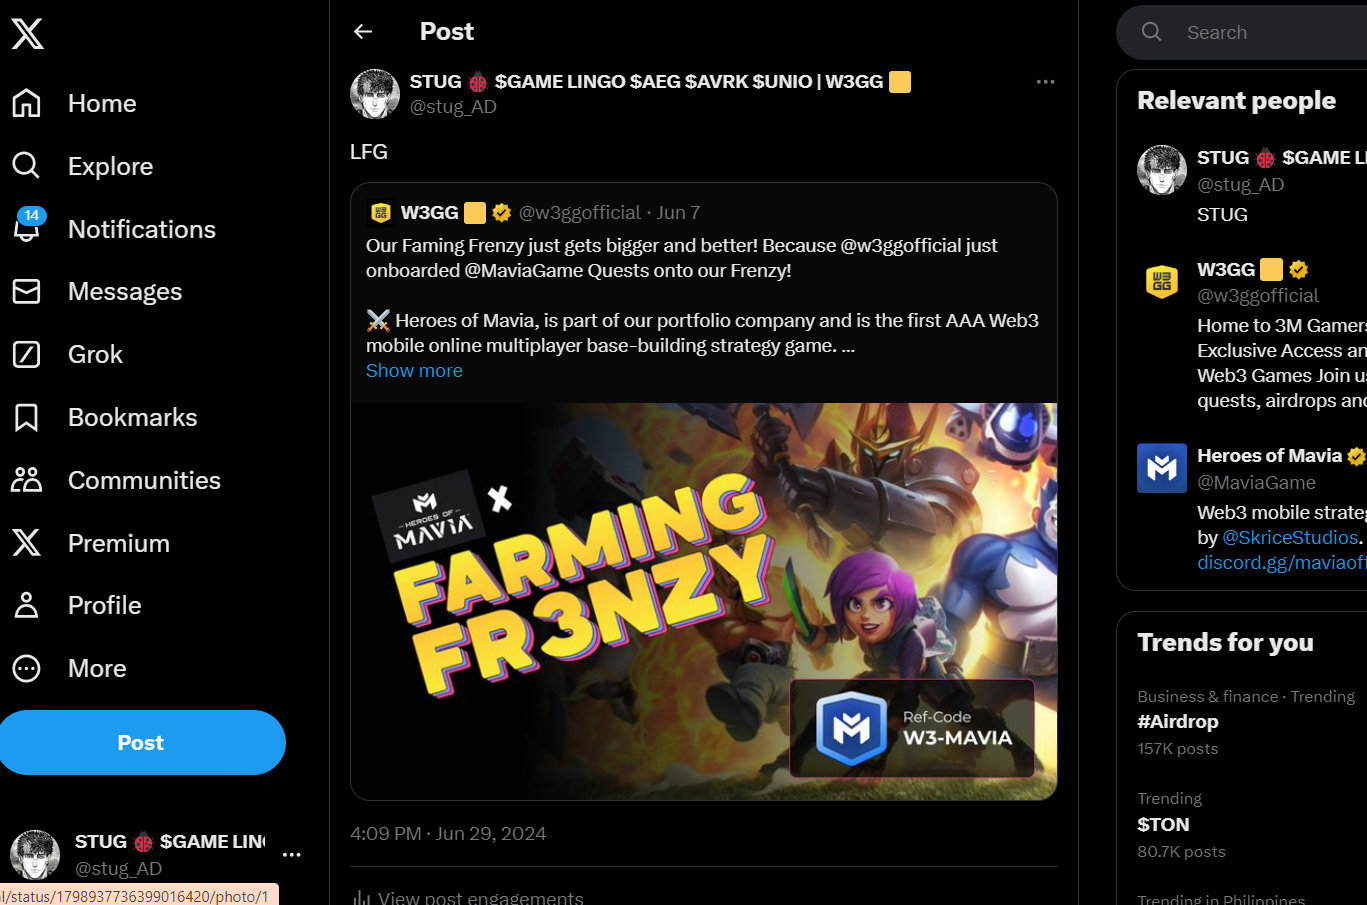 Home
Explore
14
Notifications
Messages
Grok
Bookmarks
Communities
Premium
Profile
More
Post
STUG 🐞 $GAME LIN
@stug_AD
l/status/1798937736399016420/photo/1
Post
STUG 🐞 $GAME LINGO $AEG $AVRK $UNIO | W3GG 🟨
@stug_AD
LFG
W3GG 🟨 @w3ggofficial · Jun 7
Our Faming Frenzy just gets bigger and better! Because @w3ggofficial just
onboarded @MaviaGame Quests onto our Frenzy!
⚔️ Heroes of Mavia, is part of our portfolio company and is the first AAA Web3
mobile online multiplayer base-building strategy game. ...
Show more
HEROES OF
MAVIA
X
FARMING
FR3NZY
Ref-Code
W3-MAVIA
4:09 PM · Jun 29, 2024
View post engagements
Search
Relevant people
STUG 🐞 $GAME L
@stug_AD
STUG
W3GG 🟨
@w3ggofficial
Home to 3M Gamers
Exclusive Access an
Web3 Games Join u
quests, airdrops and
Heroes of Mavia
@MaviaGame
Web3 mobile strateg
by @SkriceStudios.
discord.gg/maviaoff
Trends for you
Business & finance · Trending
#Airdrop
157K posts
Trending
$TON
80.7K posts
Trending in Philippines